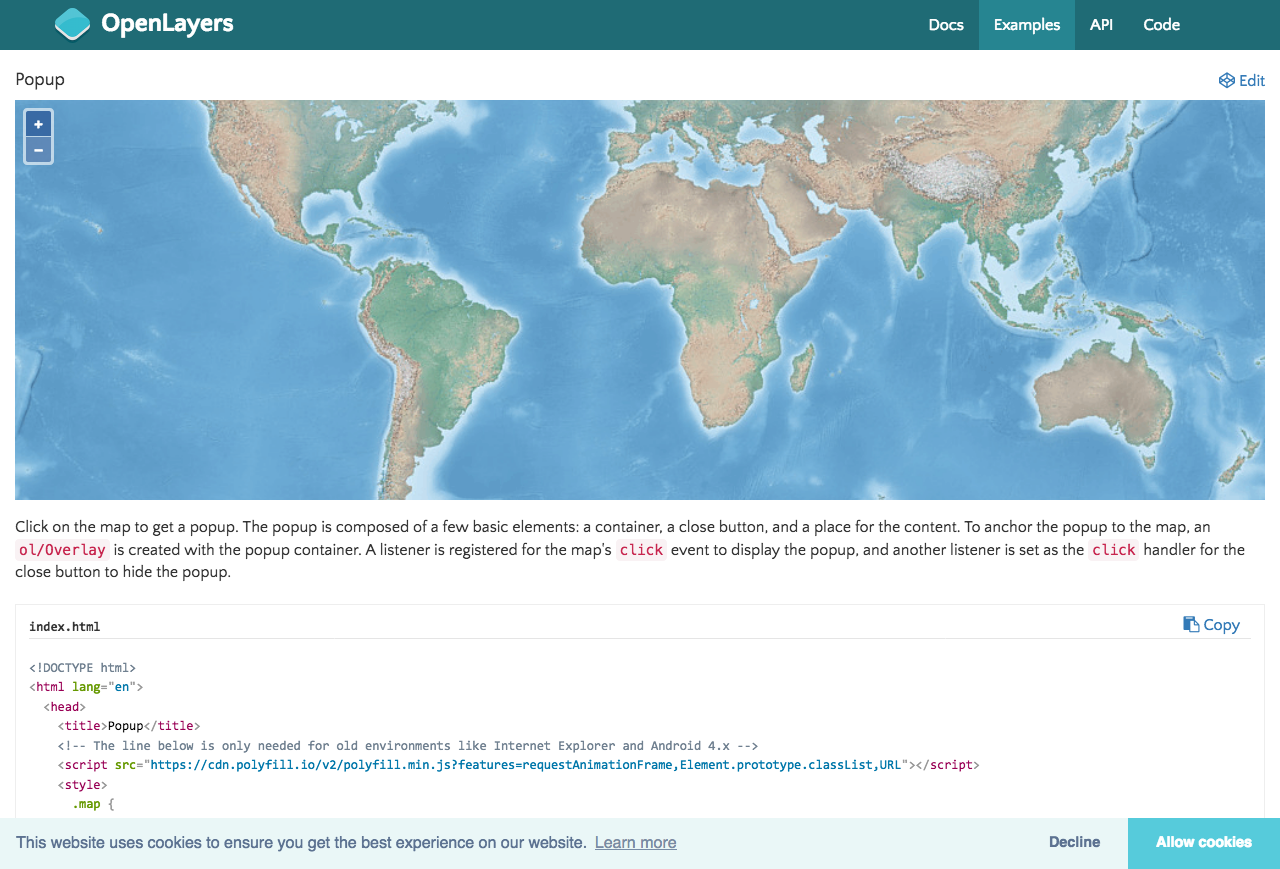 OpenLayers
Docs Examples API Code
Popup
Edit
+
−
Click on the map to get a popup. The popup is composed of a few basic elements: a container, a close button, and a place for the content. To anchor the popup to the map, an
ol/Overlay is created with the popup container. A listener is registered for the map's click event to display the popup, and another listener is set as the click handler for the
close button to hide the popup.
index.html
Copy
<!DOCTYPE html>
<html lang="en">
  <head>
    <title>Popup</title>
    <!-- The line below is only needed for old environments like Internet Explorer and Android 4.x -->
    <script src="https://cdn.polyfill.io/v2/polyfill.min.js?features=requestAnimationFrame,Element.prototype.classList,URL"></script>
    <style>
      .map {
This website uses cookies to ensure you get the best experience on our website. Learn more
Decline
Allow cookies